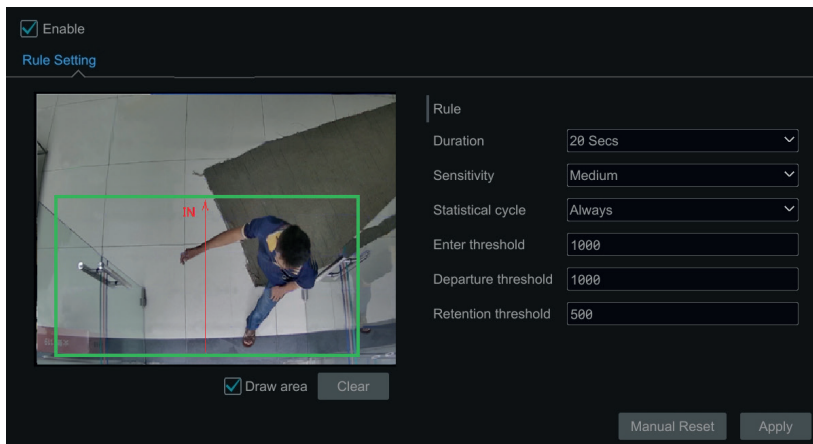 Enable
Rule Setting
IN
Rule
Duration 20 Secs
Sensitivity Medium
Statistical cycle Always
Enter threshold 1000
Departure threshold 1000
Retention threshold 500
Draw area Clear
Manual Reset Apply